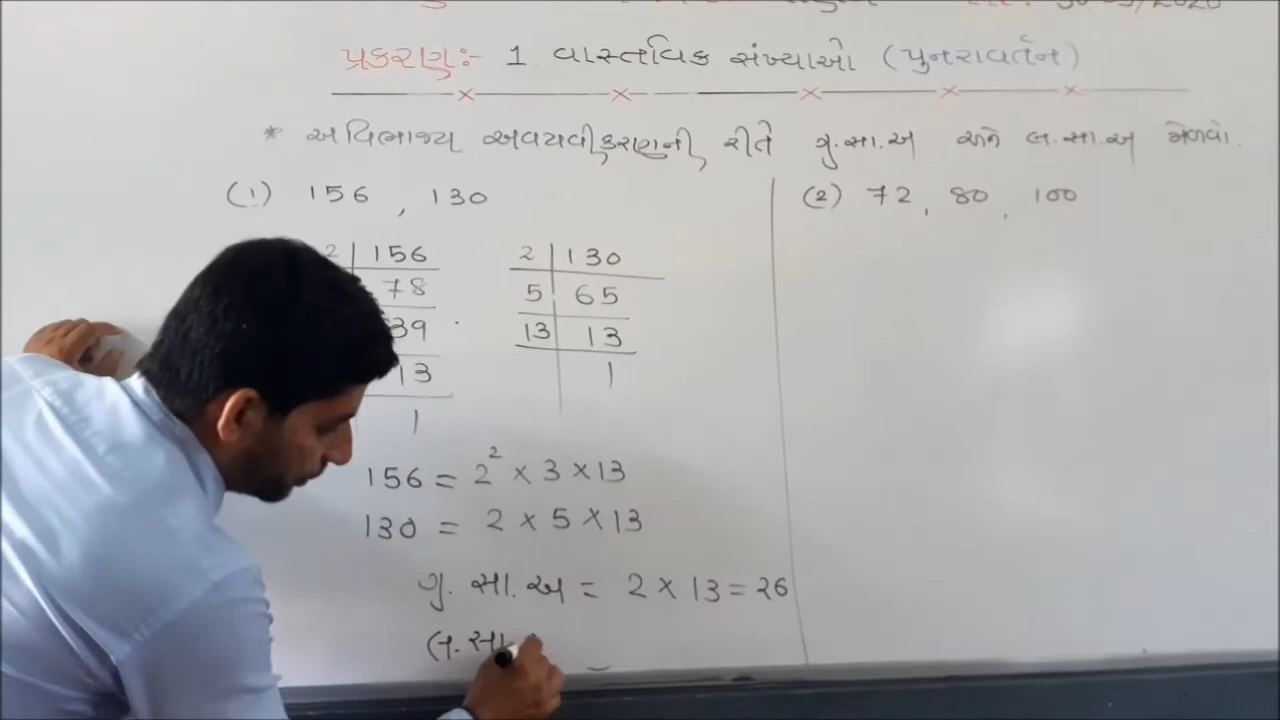 પ્રકરણ:- 1 વાસ્તવિક સંખ્યાઓ (પુનરાવર્તન)
* અવિભાજ્ય અવયવીકરણની રીતે ગુ.સા.અ અને લ.સા.અ મેળવો.
(1) 156 , 130
2 | 156
78
39
13
1
2 | 130
5 | 65
13 | 13
1
156 = 2² × 3 × 13
130 = 2 × 5 × 13
ગુ. સા. અ = 2 × 13 = 26
લ. સા.
(2) 72 , 80 , 100